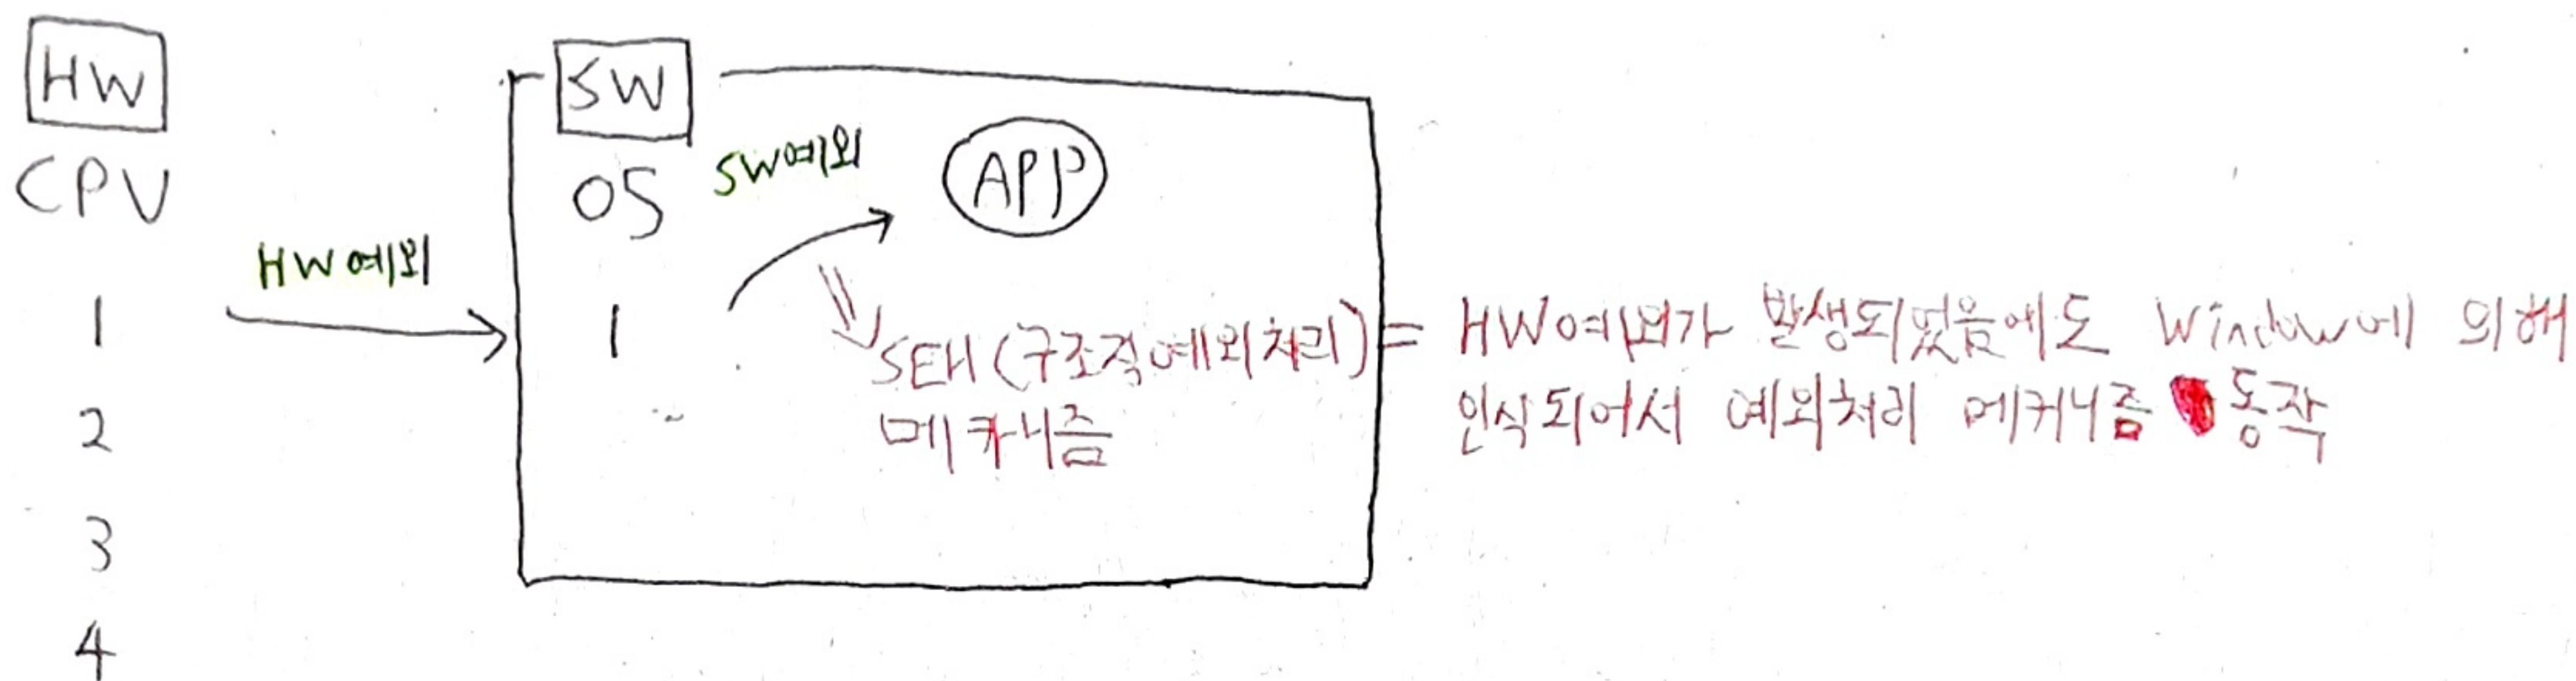 HW
CPU
HW예외
1
2
3
4
SW
OS
SW예외
APP
1
SEH(구조적예외처리)
메카니즘
= HW예외가 발생되었음에도 Window에 의해
인식되어서 예외처리 메커니즘 동작